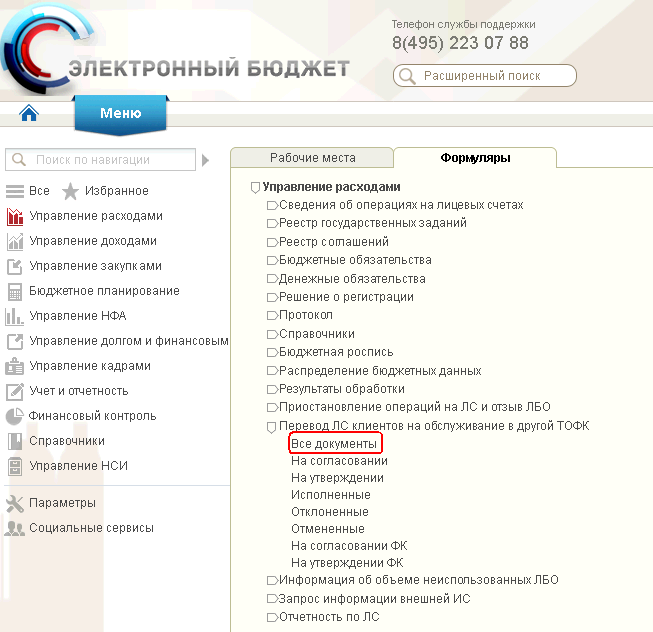 Телефон службы поддержки
8(495) 223 07 88
ЭЛЕКТРОННЫЙ БЮДЖЕТ
Расширенный поиск
Меню
Поиск по навигации
Все Избранное
Управление расходами
Управление доходами
Управление закупками
Бюджетное планирование
Управление НФА
Управление долгом и финансовым
Управление кадрами
Учет и отчетность
Финансовый контроль
Справочники
Управление НСИ
Параметры
Социальные сервисы
Рабочие места Формуляры
Управление расходами
Сведения об операциях на лицевых счетах
Реестр государственных заданий
Реестр соглашений
Бюджетные обязательства
Денежные обязательства
Решение о регистрации
Протокол
Справочники
Бюджетная роспись
Распределение бюджетных данных
Результаты обработки
Приостановление операций на ЛС и отзыв ЛБО
Перевод ЛС клиентов на обслуживание в другой ТОФК
Все документы
На согласовании
На утверждении
Исполненные
Отклоненные
Отмененные
На согласовании ФК
На утверждении ФК
Информация об объеме неиспользованных ЛБО
Запрос информации внешней ИС
Отчетность по ЛС